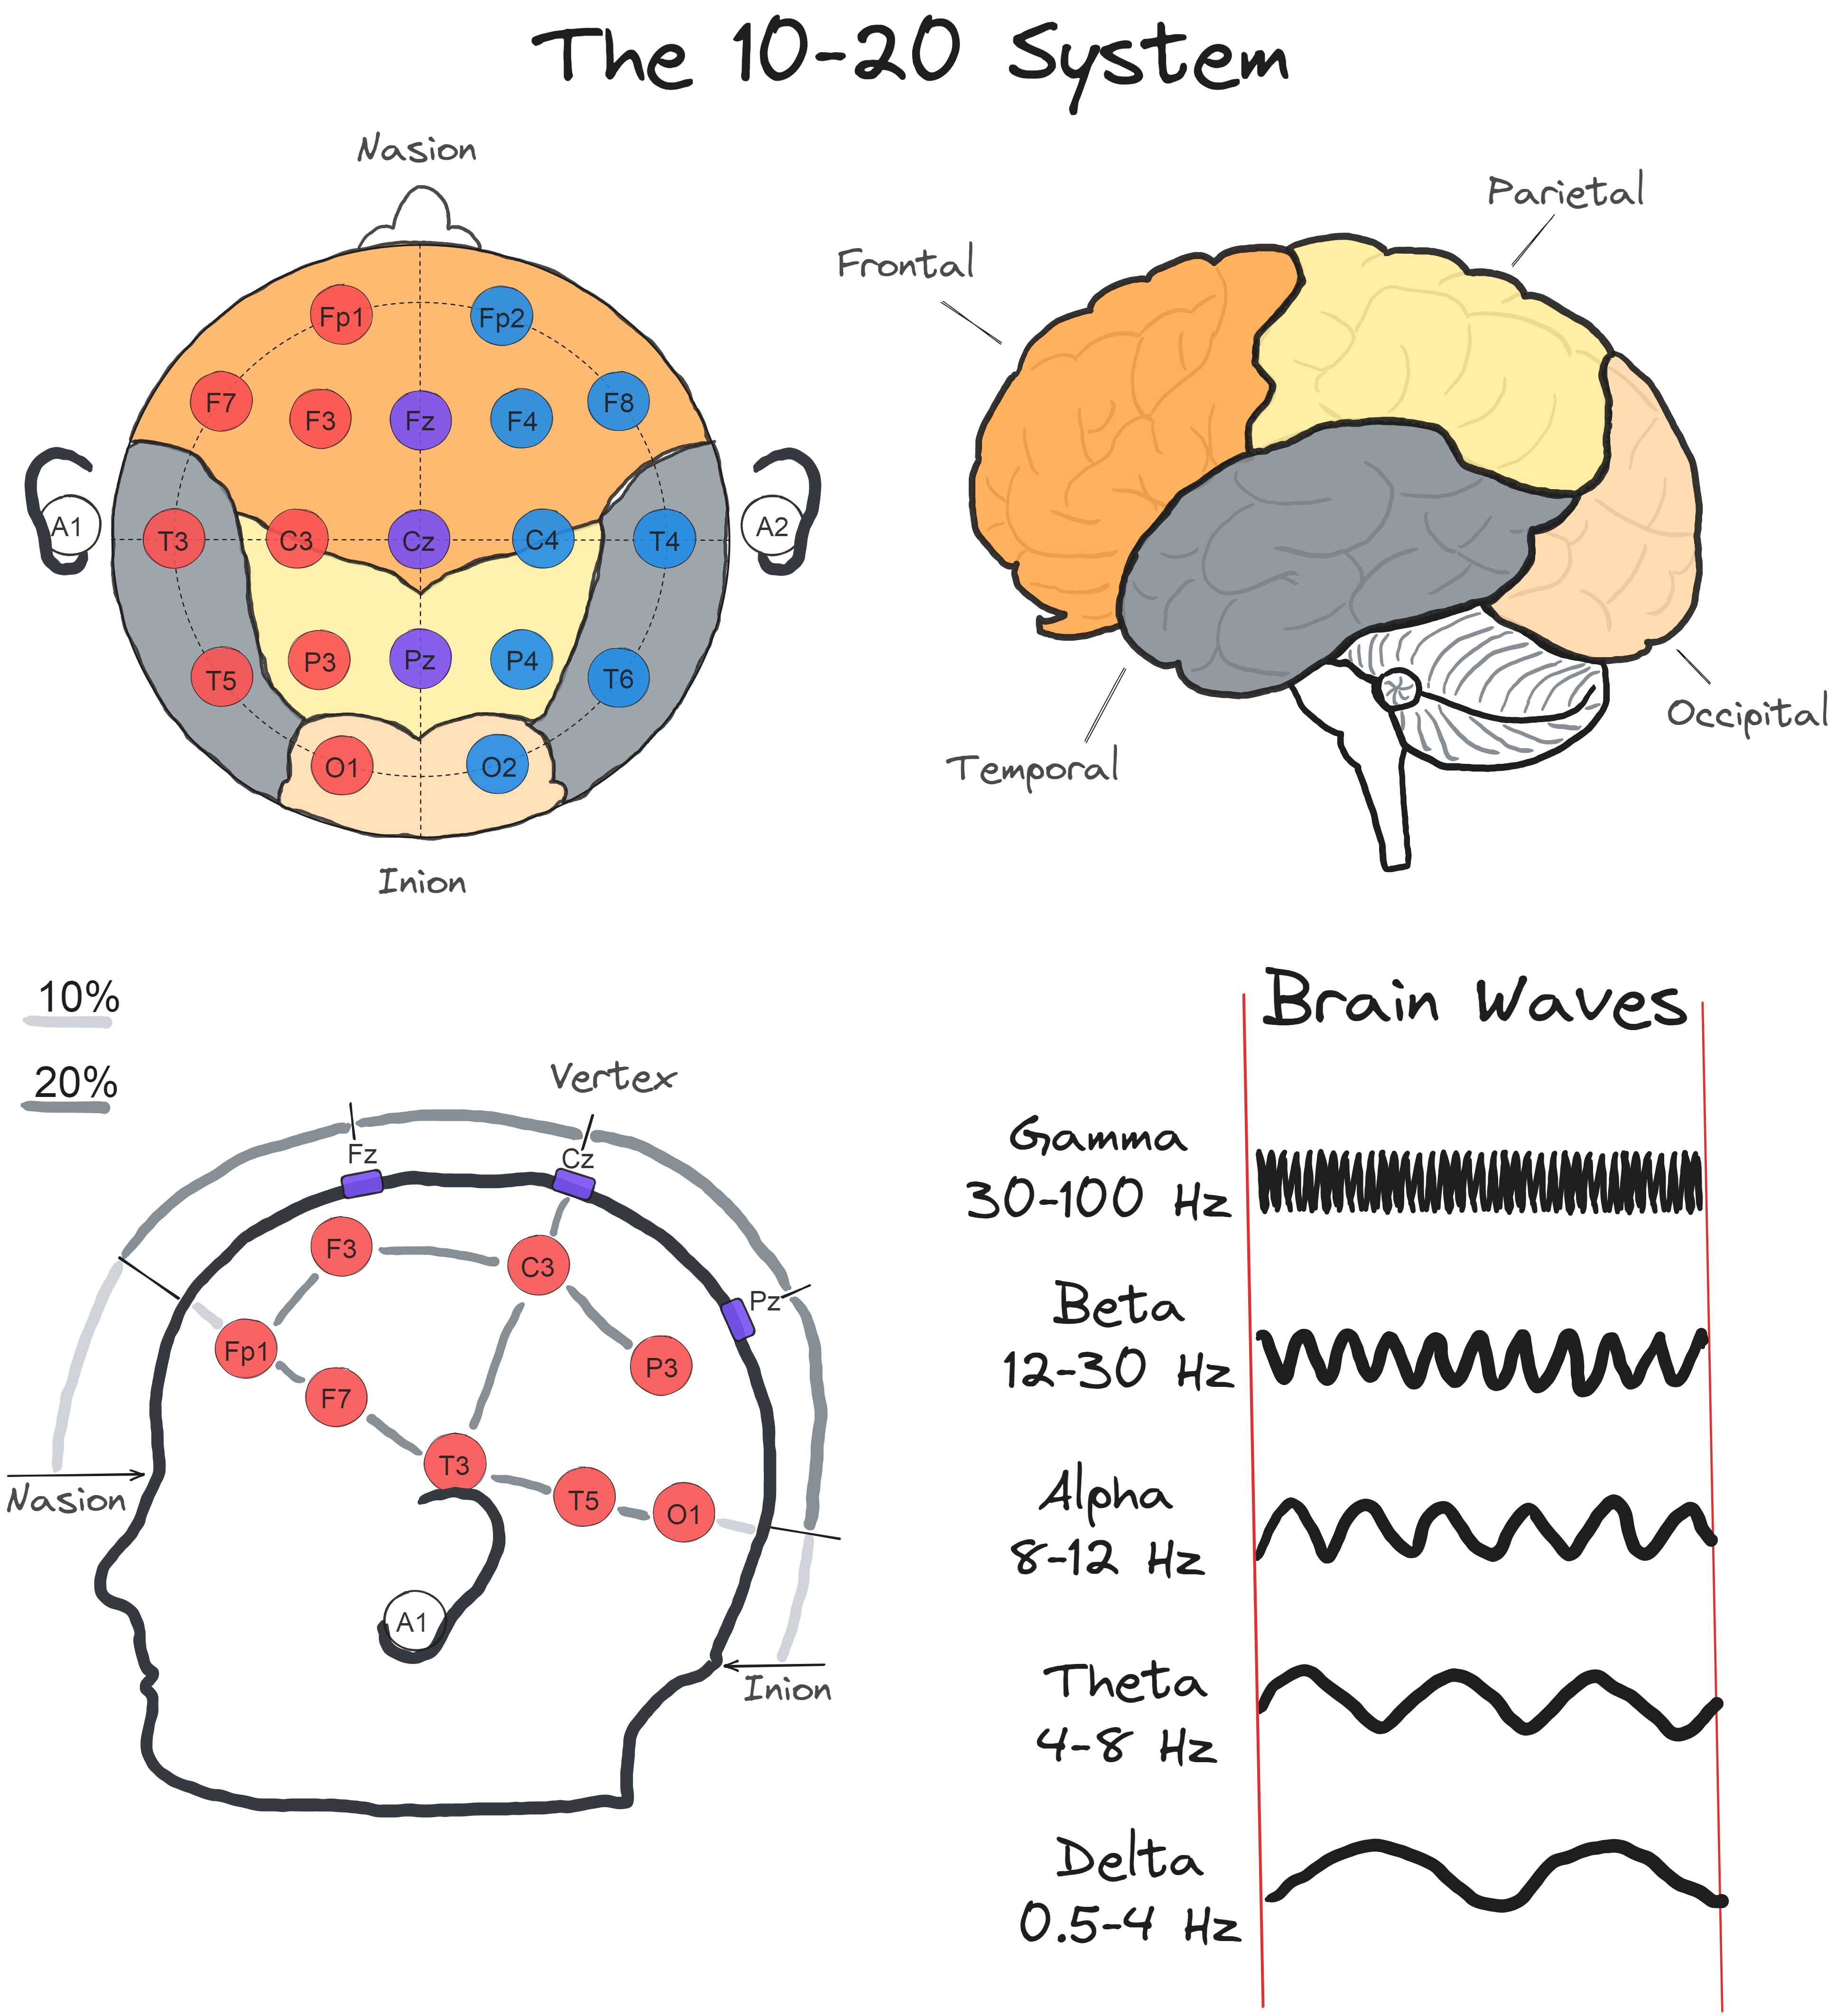 The 10-20 System
Nasion
Fp1
Fp2
F7
F3
Fz
F4
F8
A1
T3
C3
Cz
C4
T4
A2
T5
P3
Pz
P4
T6
O1
O2
Inion
Parietal
Frontal
Occipital
Temporal
10%
20%
Vertex
Fz
Cz
F3
C3
Pz
Fp1
P3
F7
T3
Nasion
T5
O1
A1
Inion
Brain Waves
Gamma
30-100 Hz
Beta
12-30 Hz
Alpha
8-12 Hz
Theta
4-8 Hz
Delta
0.5-4 Hz